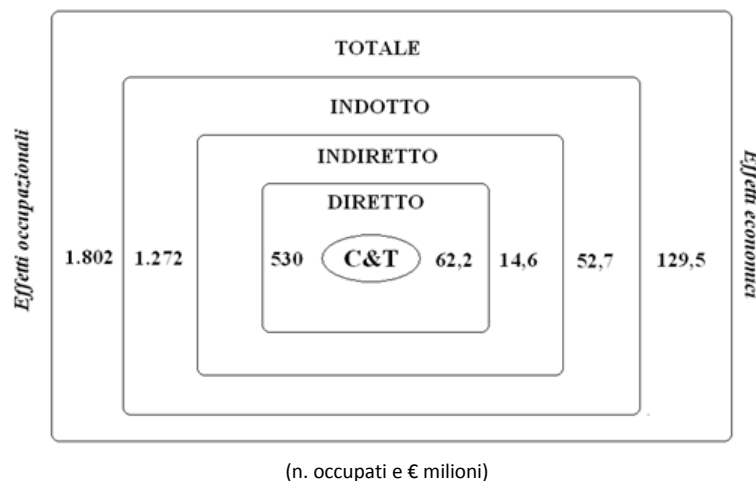 TOTALE
INDOTTO
INDIRETTO
DIRETTO
Effetti occupazionali
1.802 1.272 530 C&T 62,2 14,6 52,7 129,5
Effetti economici
(n. occupati e € milioni)